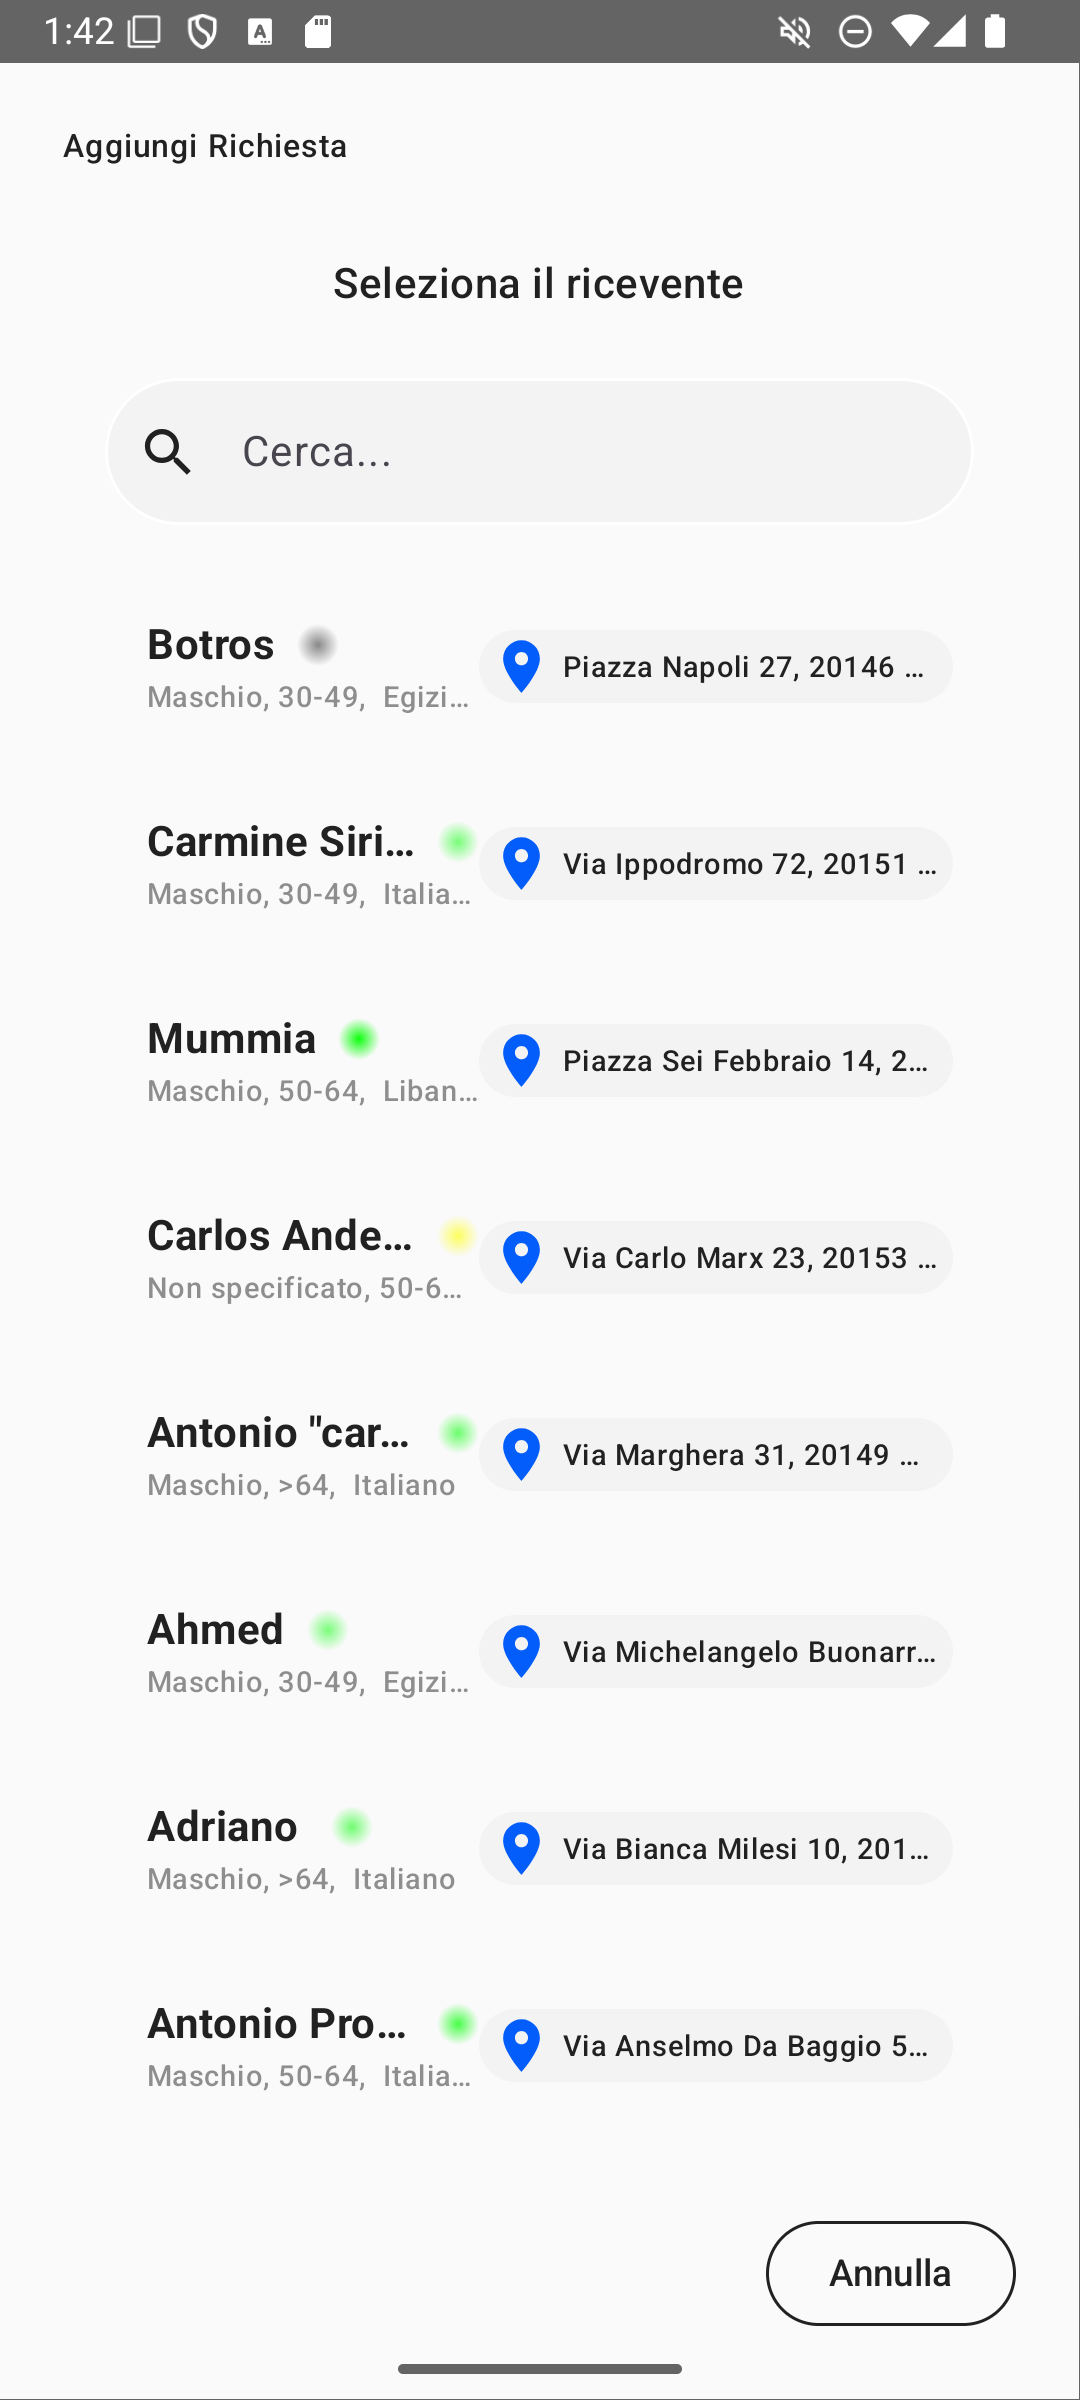 1:42
Aggiungi Richiesta
Seleziona il ricevente
Cerca...
Botros
Piazza Napoli 27, 20146 ...
Maschio, 30-49,  Egizi...
Carmine Siri...
Via Ippodromo 72, 20151 ...
Maschio, 30-49,  Italia...
Mummia
Piazza Sei Febbraio 14, 2...
Maschio, 50-64,  Liban...
Carlos Ande...
Via Carlo Marx 23, 20153 ...
Non specificato, 50-6...
Antonio "car...
Via Marghera 31, 20149 ...
Maschio, >64,  Italiano
Ahmed
Via Michelangelo Buonarr...
Maschio, 30-49,  Egizi...
Adriano
Via Bianca Milesi 10, 201...
Maschio, >64,  Italiano
Antonio Pro...
Via Anselmo Da Baggio 5...
Maschio, 50-64,  Italia...
Annulla